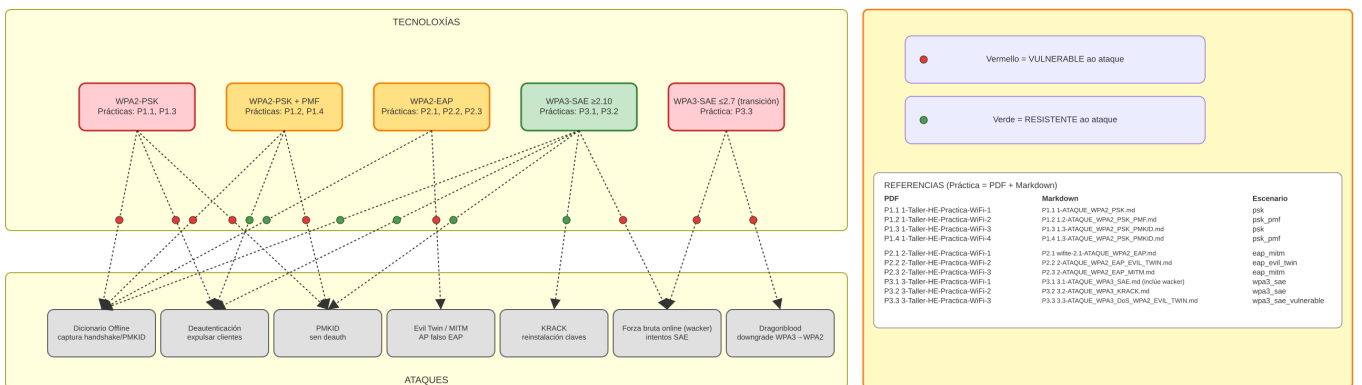 TECNOLOXÍAS
WPA2-PSK
Prácticas: P1.1, P1.3
WPA2-PSK + PMF
Prácticas: P1.2, P1.4
WPA2-EAP
Prácticas: P2.1, P2.2, P2.3
WPA3-SAE ≥2.10
Prácticas: P3.1, P3.2
WPA3-SAE ≤2.7 (transición)
Práctica: P3.3
Dicionario Offline
captura handshake/PMKID
Deautenticación
expulsar clientes
PMKID
sen deauth
Evil Twin / MITM
AP falso EAP
KRACK
reinstalación claves
Forza bruta online (wacker)
intentos SAE
Dragonblood
downgrade WPA3→WPA2
ATAQUES
Vermello = VULNERABLE ao ataque
Verde = RESISTENTE ao ataque
REFERENCIAS (Práctica = PDF + Markdown)
PDF Markdown Escenario
P1.1 1-Taller-HE-Practica-WiFi-1 P1.1 1-ATAQUE_WPA2_PSK.md psk
P1.2 1-Taller-HE-Practica-WiFi-2 P1.2 1.2-ATAQUE_WPA2_PSK_PMF.md psk_pmf
P1.3 1-Taller-HE-Practica-WiFi-3 P1.3 1.3-ATAQUE_WPA2_PSK_PMKID.md psk
P1.4 1-Taller-HE-Practica-WiFi-4 P1.4 1.3-ATAQUE_WPA2_PSK_PMKID.md psk_pmf
P2.1 2-Taller-HE-Practica-WiFi-1 P2.1 wifite-2.1-ATAQUE_WPA2_EAP.md eap_mitm
P2.2 2-Taller-HE-Practica-WiFi-2 P2.2 2-ATAQUE_WPA2_EAP_EVIL_TWIN.md eap_evil_twin
P2.3 2-Taller-HE-Practica-WiFi-3 P2.3 2-ATAQUE_WPA2_EAP_MITM.md eap_mitm
P3.1 3-Taller-HE-Practica-WiFi-1 P3.1 3.1-ATAQUE_WPA3_SAE.md (inclúe wacker) wpa3_sae
P3.2 3-Taller-HE-Practica-WiFi-2 P3.2 3.2-ATAQUE_WPA3_KRACK.md wpa3_sae
P3.3 3-Taller-HE-Practica-WiFi-3 P3.3 3.3-ATAQUE_WPA3_DoS_WPA2_EVIL_TWIN.md wpa3_sae_vulnerable